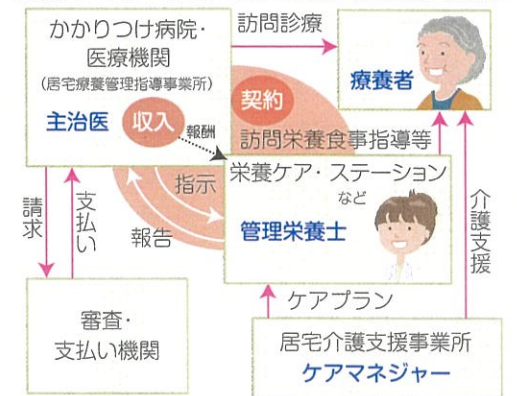 かかりつけ病院・
医療機関
(居宅療養管理指導事業所)
主治医
収入
報酬
訪問診療
療養者
契約
訪問栄養食事指導等
栄養ケア・ステーション
など
管理栄養士
指示
報告
請求
支払い
介護支援
審査・
支払い機関
ケアプラン
居宅介護支援事業所
ケアマネジャー